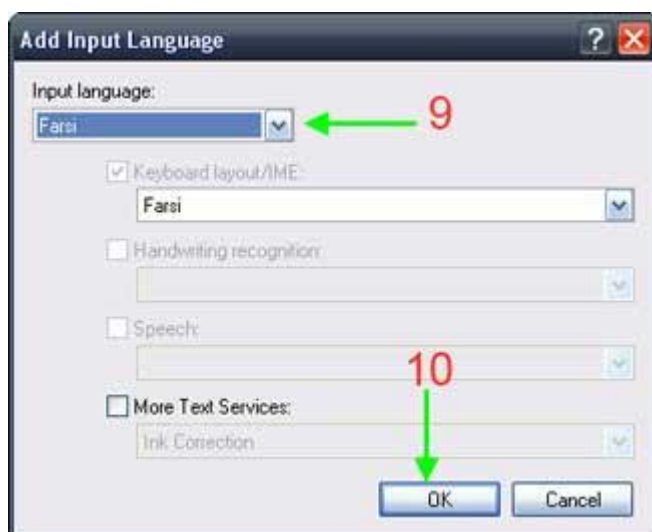 Add Input Language
Input language:
Farsi
9
Keyboard layout/IME:
Farsi
Handwriting recognition:
Speech:
10
More Text Services:
Ink Correction
OK Cancel